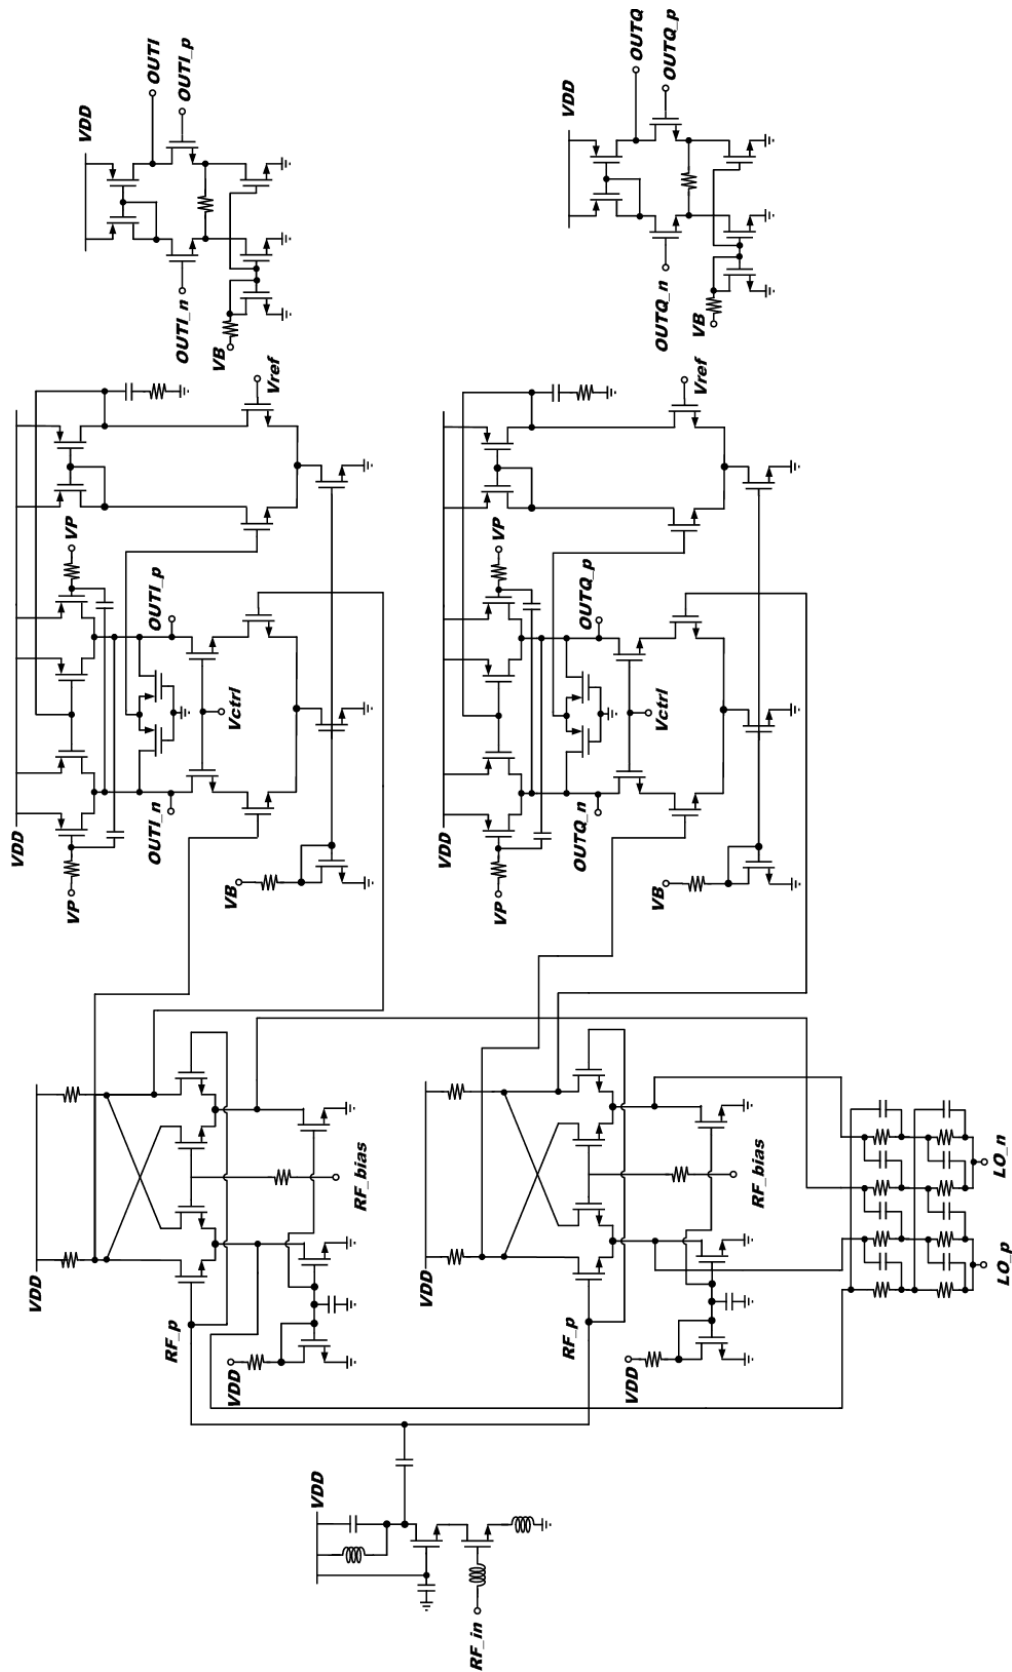 OUTI
OUTI_p
VDD
OUTI_n
VB
OUTQ
OUTQ_p
VDD
OUTQ_n
VB
Vref
VP
OUTI_p
Vctrl
OUTI_n
VDD
VP
VB
Vref
VP
OUTQ_p
Vctrl
OUTQ_n
VDD
VP
VB
RF_bias
VDD
RF_p
VDD
RF_bias
VDD
RF_p
VDD
LO_n
LO_p
VDD
RF_in